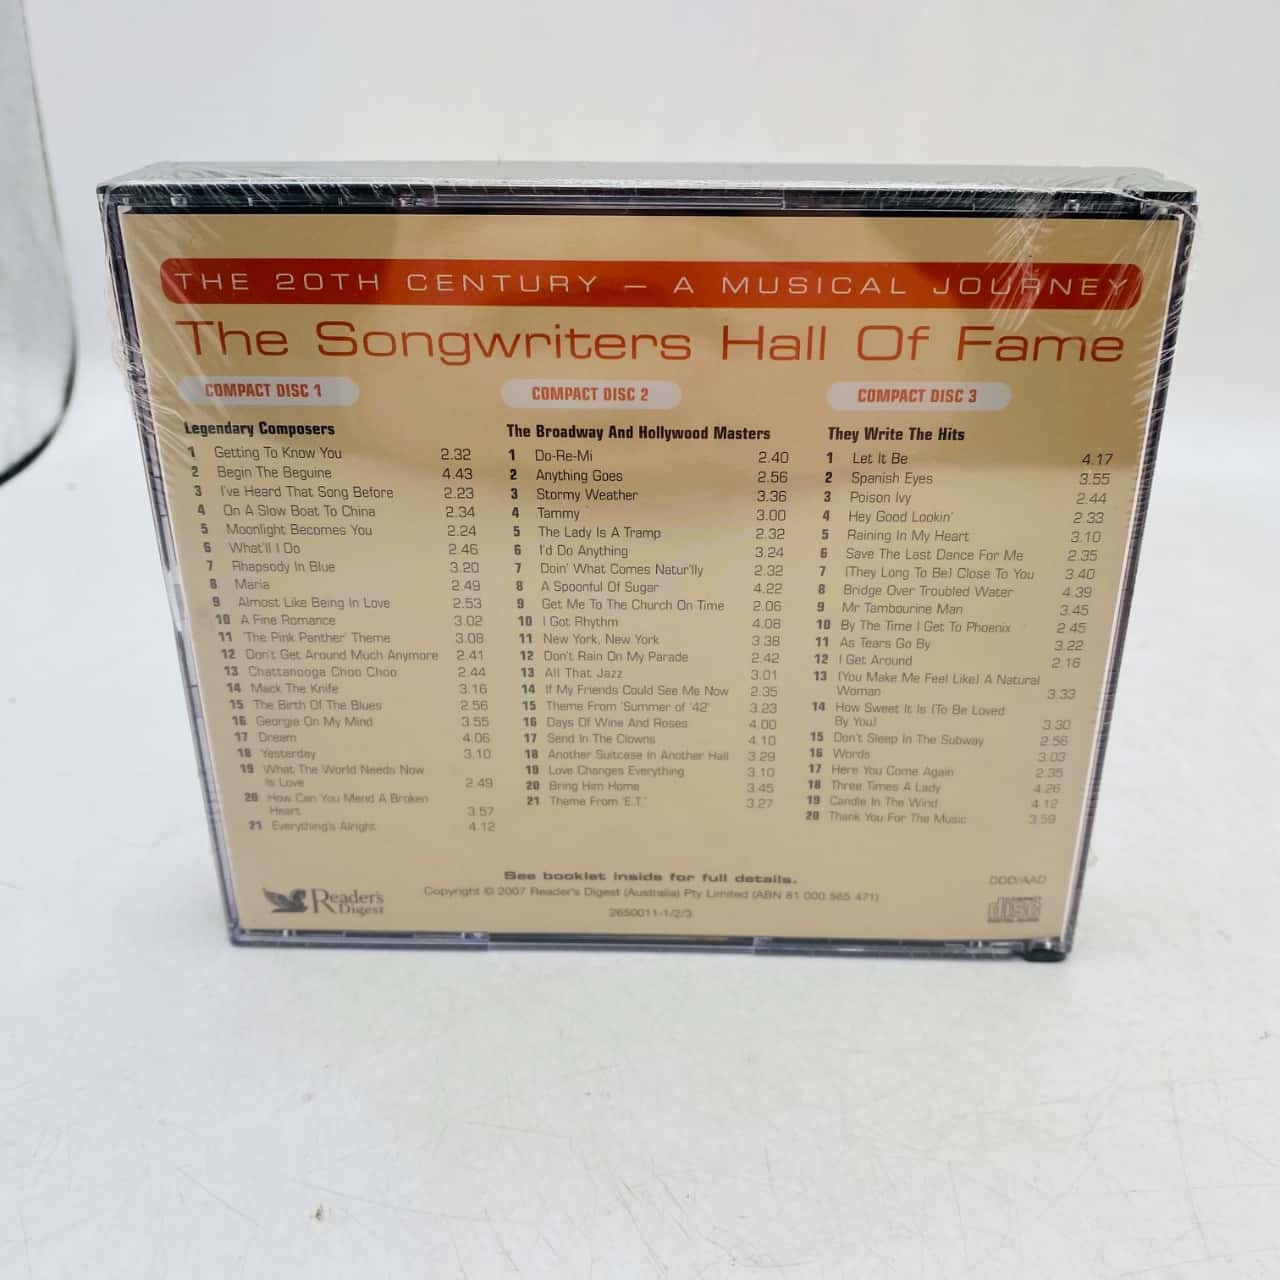 THE 20TH CENTURY – A MUSICAL JOURNEY
The Songwriters Hall Of Fame
COMPACT DISC 1
Legendary Composers
1 Getting To Know You 2.32
2 Begin The Beguine 4.43
3 I've Heard That Song Before 2.23
4 On A Slow Boat To China 2.34
5 Moonlight Becomes You 2.24
6 What'll I Do 2.46
7 Rhapsody In Blue 3.20
8 Maria 2.49
9 Almost Like Being In Love 2.53
10 A Fine Romance 3.02
11 'The Pink Panther' Theme 3.08
12 Don't Get Around Much Anymore 2.41
13 Chattanooga Choo Choo 2.44
14 Mack The Knife 3.16
15 The Birth Of The Blues 2.56
16 Georgia On My Mind 3.55
17 Dream 4.06
18 Yesterday 3.10
19 What The World Needs Now
Is Love 2.49
20 How Can You Mend A Broken
Heart 3.57
21 Everything's Alright 4.12
COMPACT DISC 2
The Broadway And Hollywood Masters
1 Do-Re-Mi 2.40
2 Anything Goes 2.56
3 Stormy Weather 3.36
4 Tammy 3.00
5 The Lady Is A Tramp 2.32
6 I'd Do Anything 3.24
7 Doin' What Comes Natur'lly 2.32
8 A Spoonful Of Sugar 4.22
9 Get Me To The Church On Time 2.06
10 I Got Rhythm 4.08
11 New York, New York 3.38
12 Don't Rain On My Parade 2.42
13 All That Jazz 3.01
14 If My Friends Could See Me Now 2.35
15 Theme From 'Summer of '42' 3.23
16 Days Of Wine And Roses 4.00
17 Send In The Clowns 4.10
18 Another Suitcase In Another Hall 3.29
19 Love Changes Everything 3.10
20 Bring Him Home 3.45
21 Theme From 'E.T.' 3.27
COMPACT DISC 3
They Write The Hits
1 Let It Be 4.17
2 Spanish Eyes 3.55
3 Poison Ivy 2.44
4 Hey Good Lookin' 2.33
5 Raining In My Heart 3.10
6 Save The Last Dance For Me 2.35
7 (They Long To Be) Close To You 3.40
8 Bridge Over Troubled Water 4.39
9 Mr Tambourine Man 3.45
10 By The Time I Get To Phoenix 2.45
11 As Tears Go By 3.22
12 I Get Around 2.16
13 (You Make Me Feel Like) A Natural
Woman 3.33
14 How Sweet It Is (To Be Loved
By You) 3.30
15 Don't Sleep In The Subway 2.56
16 Words 3.03
17 Here You Come Again 2.35
18 Three Times A Lady 4.26
19 Candle In The Wind 4.12
20 Thank You For The Music 3.59
See booklet inside for full details.
Copyright © 2007 Reader's Digest (Australia) Pty Limited (ABN 81 000 565 471)
2650011-1/2/3
Reader's
Digest
DDD/AAD
COMPACT
disc